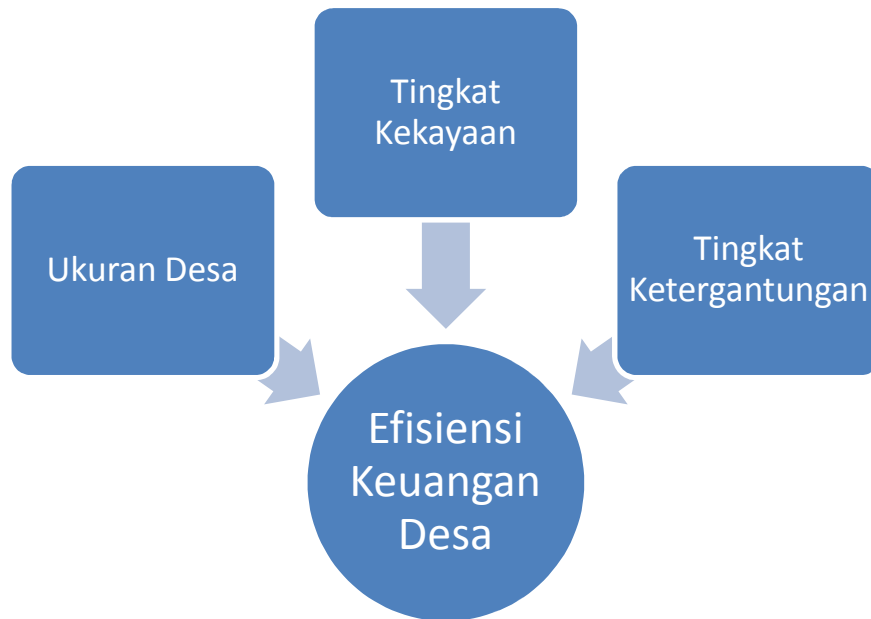 Tingkat
Kekayaan
Ukuran Desa
Tingkat
Ketergantungan
Efisiensi
Keuangan
Desa